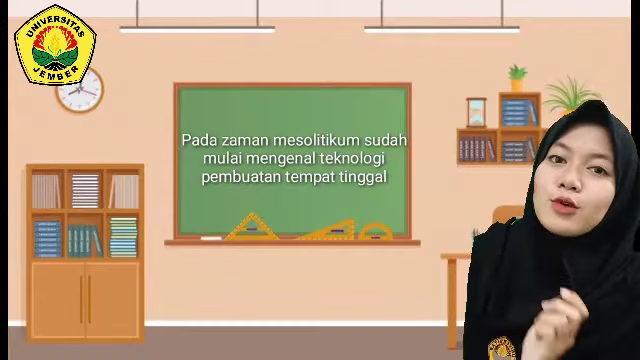 UNIVERSITAS
JEMBER
Pada zaman mesolitikum sudah
mulai mengenal teknologi
pembuatan tempat tinggal